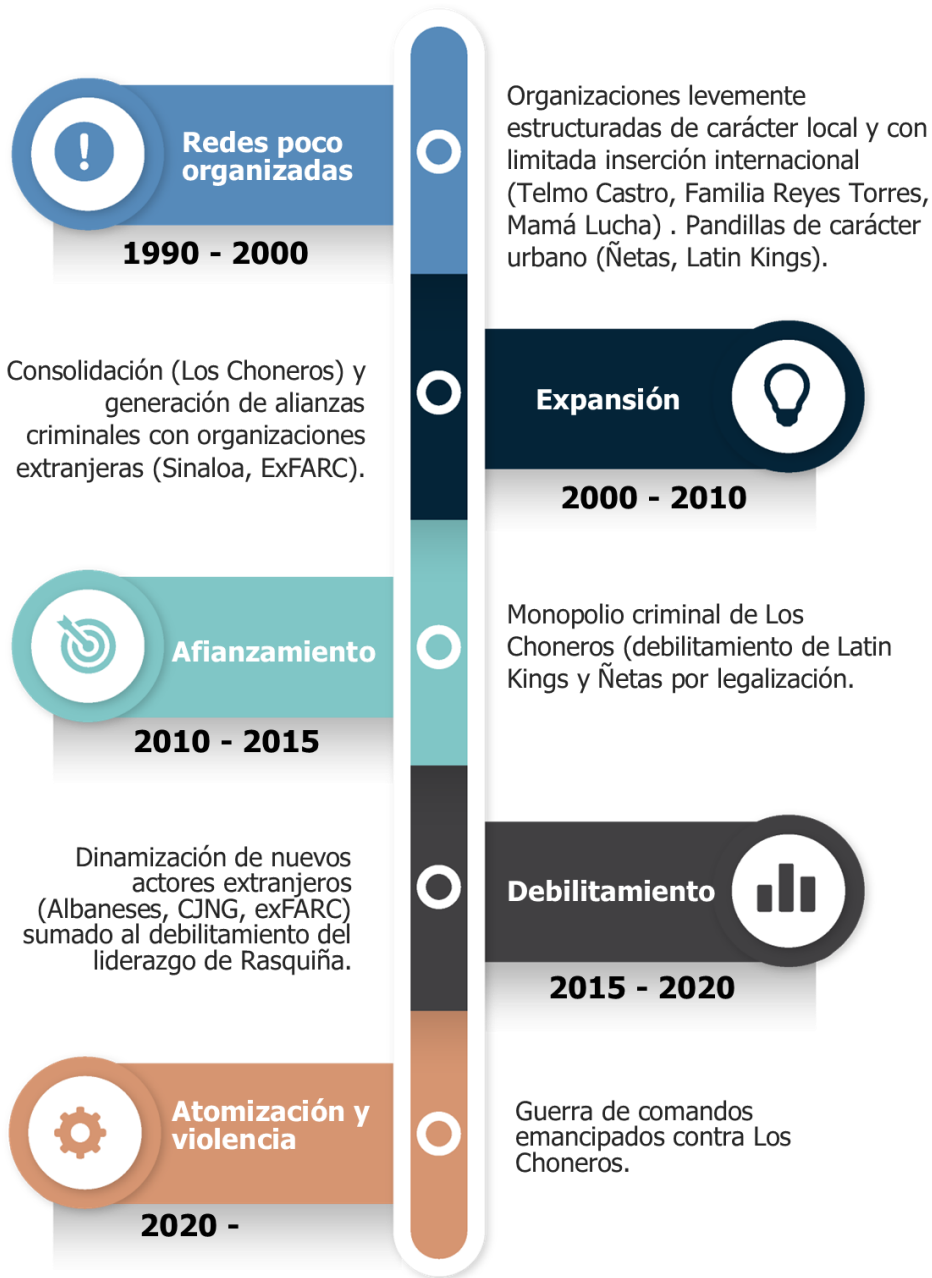 Redes poco
organizadas
1990 - 2000
Organizaciones levemente
estructuradas de carácter local y con
limitada inserción internacional
(Telmo Castro, Familia Reyes Torres,
Mamá Lucha) . Pandillas de carácter
urbano (Ñetas, Latin Kings).
Expansión
2000 - 2010
Consolidación (Los Choneros) y
generación de alianzas
criminales con organizaciones
extranjeras (Sinaloa, ExFARC).
Afianzamiento
2010 - 2015
Monopolio criminal de Los
Choneros (debilitamiento de Latin
Kings y Ñetas por legalización.
Debilitamiento
2015 - 2020
Dinamización de nuevos
actores extranjeros
(Albaneses, CJNG, exFARC)
sumado al debilitamiento del
liderazgo de Rasquiña.
Atomización y
violencia
2020 -
Guerra de comandos
emancipados contra Los
Choneros.